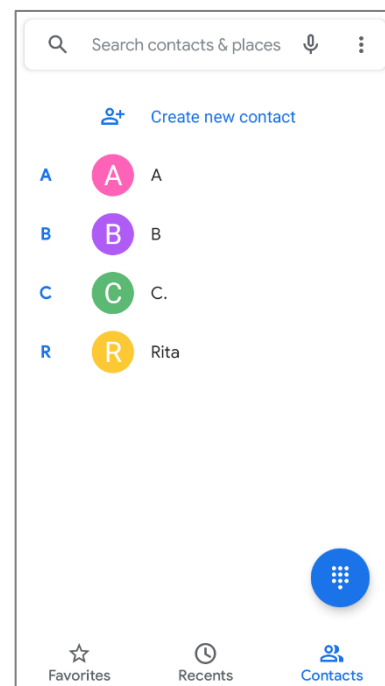 Search contacts & places
Create new contact
A A A
B B B
C C C.
R R Rita
Favorites Recents Contacts